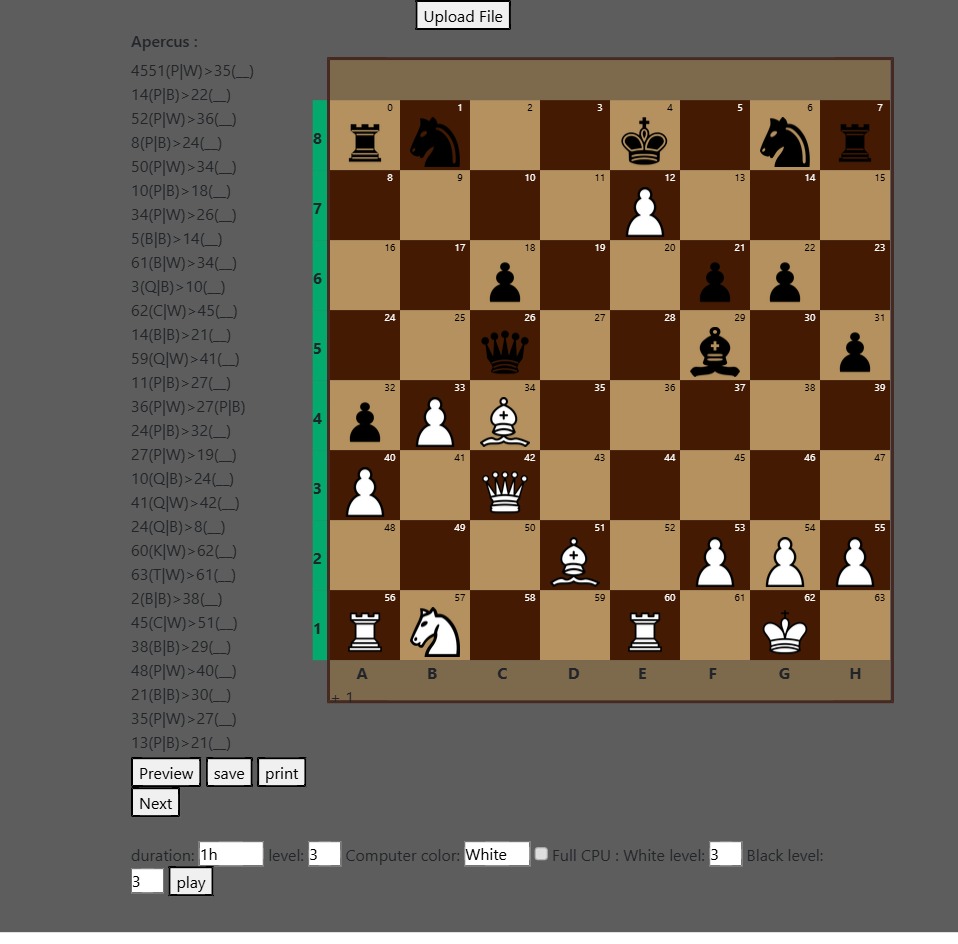 Upload File
Apercus :
4551(P|W)>35(__)
14(P|B)>22(__)
52(P|W)>36(__)
8(P|B)>24(__)
50(P|W)>34(__)
10(P|B)>18(__)
34(P|W)>26(__)
5(B|B)>14(__)
61(B|W)>34(__)
3(Q|B)>10(__)
62(C|W)>45(__)
14(B|B)>21(__)
59(Q|W)>41(__)
11(P|B)>27(__)
36(P|W)>27(P|B)
24(P|B)>32(__)
27(P|W)>19(__)
10(Q|B)>24(__)
41(Q|W)>42(__)
24(Q|B)>8(__)
60(K|W)>62(__)
63(T|W)>61(__)
2(B|B)>38(__)
45(C|W)>51(__)
38(B|B)>29(__)
48(P|W)>40(__)
21(B|B)>30(__)
35(P|W)>27(__)
13(P|B)>21(__)
Preview save print
Next
0 1 2 3 4 5 6 7
8
8 9 10 11 12 13 14 15
7
16 17 18 19 20 21 22 23
6
24 25 26 27 28 29 30 31
5
32 33 34 35 36 37 38 39
4
40 41 42 43 44 45 46 47
3
48 49 50 51 52 53 54 55
2
56 57 58 59 60 61 62 63
1
A B C D E F G H
+ 1
duration: 1h level: 3 Computer color: White Full CPU : White level: 3 Black level:
3 play